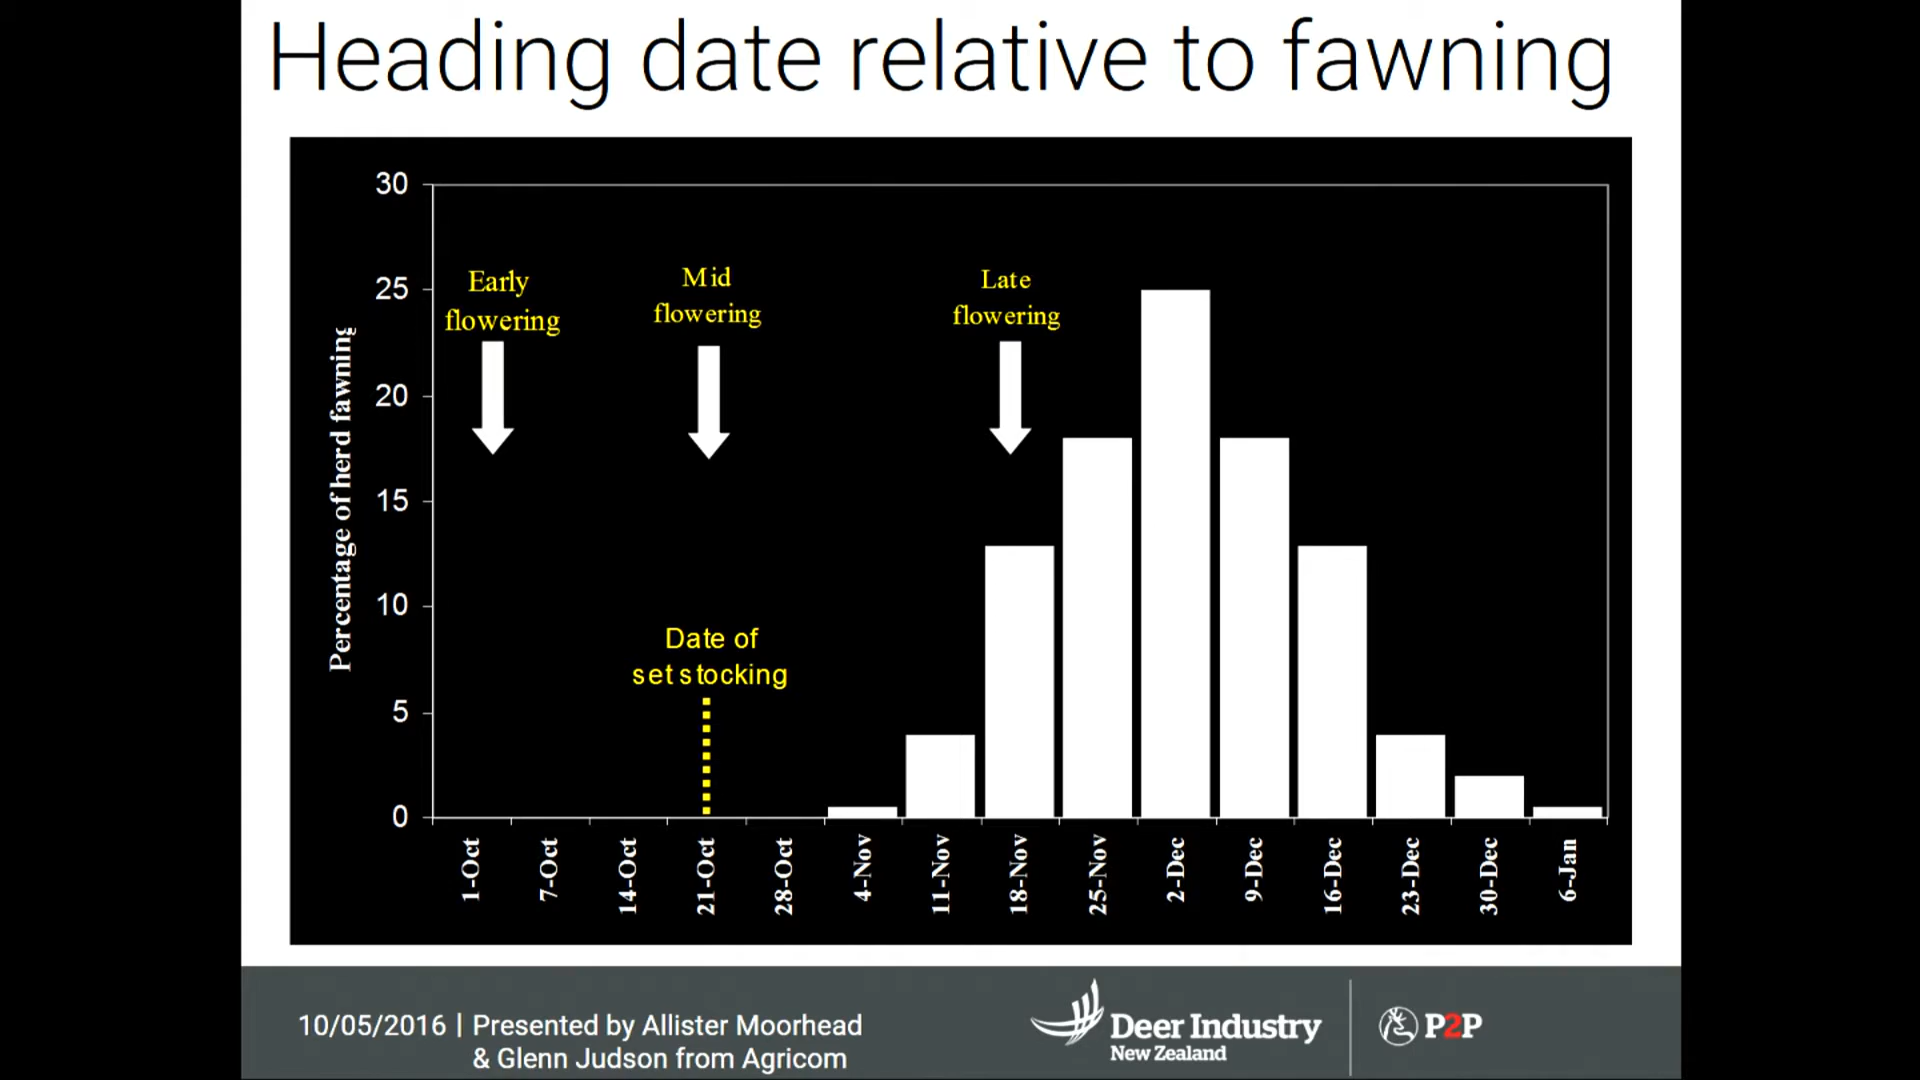 Heading date relative to fawning
30
25
20
15
10
5
0
Percentage of herd fawning
Early
flowering
Mid
flowering
Late
flowering
Date of
set stocking
1-Oct
7-Oct
14-Oct
21-Oct
28-Oct
4-Nov
11-Nov
18-Nov
25-Nov
2-Dec
9-Dec
16-Dec
23-Dec
30-Dec
6-Jan
10/05/2016 | Presented by Allister Moorhead
& Glenn Judson from Agricom
Deer Industry
New Zealand
P2P